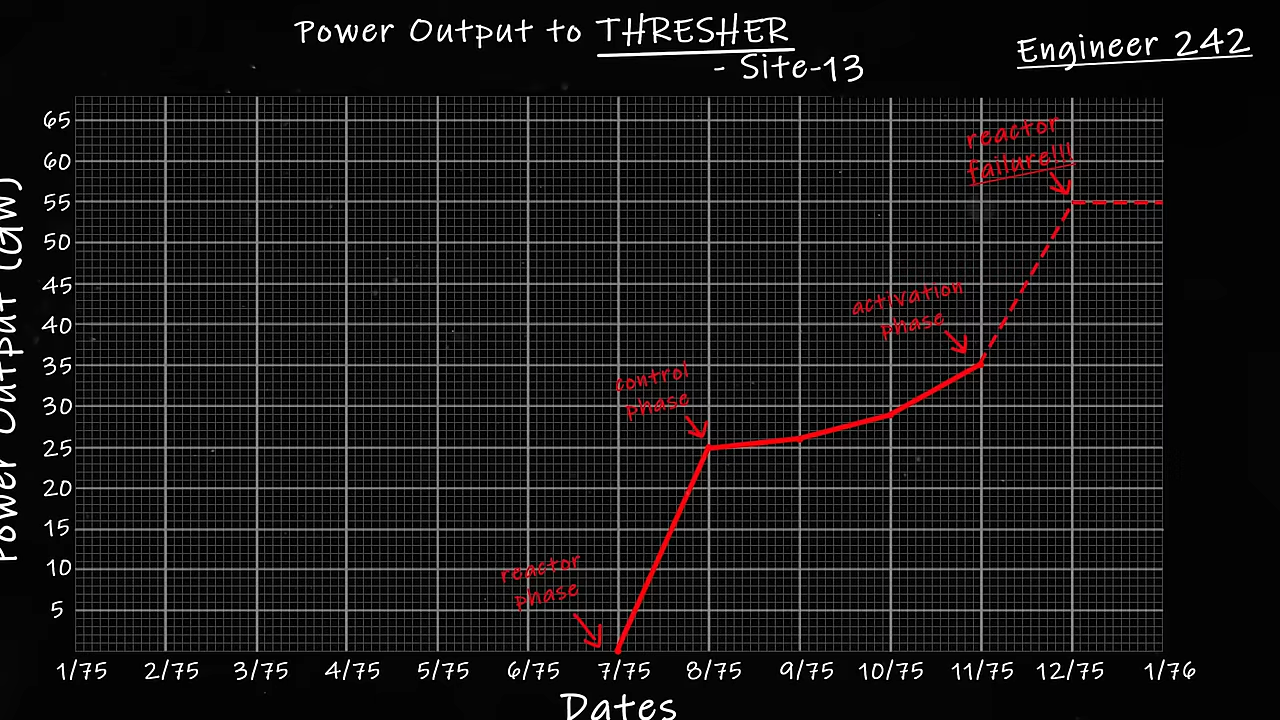 Power Output to THRESHER
- Site-13
Engineer 242
Power Output (GW)
65
60
55
50
45
40
35
30
25
20
15
10
5
reactor
failure!!!
activation
phase
control
phase
reactor
phase
1/75 2/75 3/75 4/75 5/75 6/75 7/75 8/75 9/75 10/75 11/75 12/75 1/76
Dates